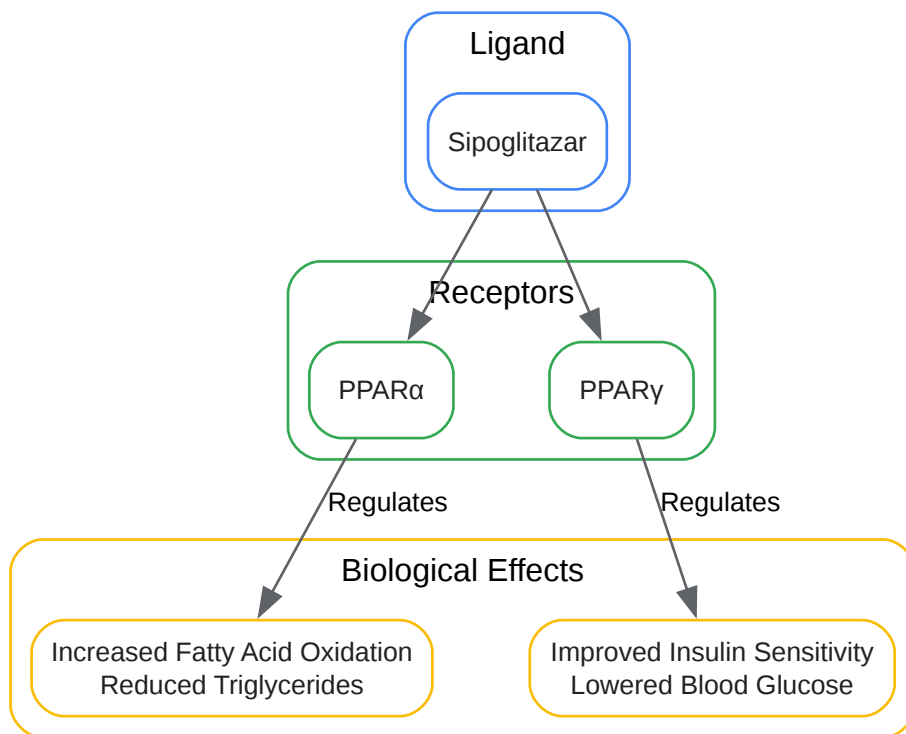 Ligand
Sipoglitazar
Receptors
PPARα
PPARγ
Regulates
Regulates
Biological Effects
Increased Fatty Acid Oxidation
Reduced Triglycerides
Improved Insulin Sensitivity
Lowered Blood Glucose